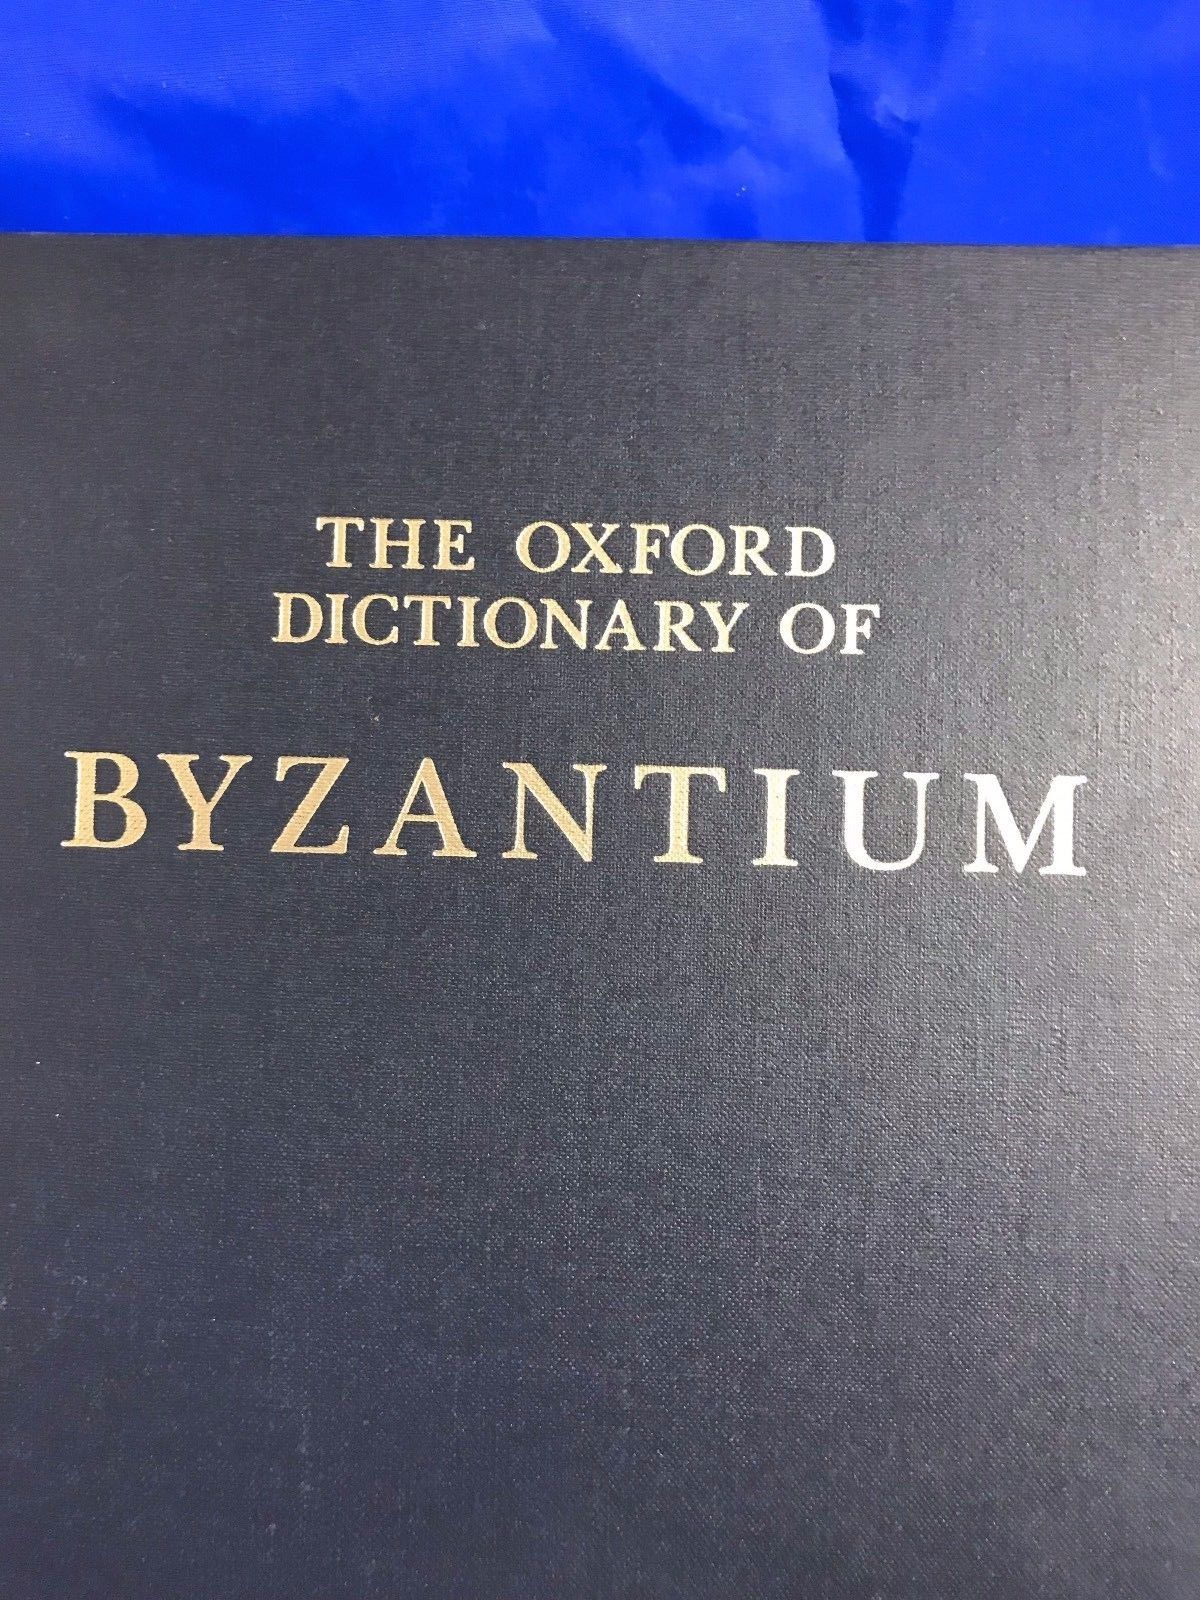 THE OXFORD
DICTIONARY OF
BYZANTIUM